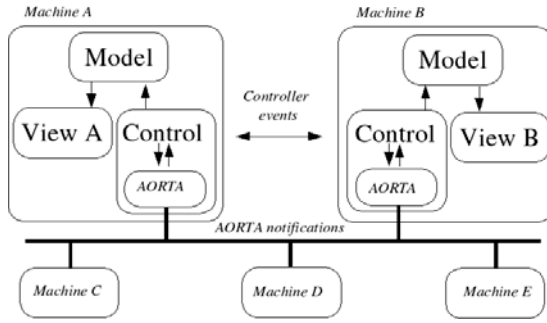 Machine A
Machine B
Model
Model
Controller
events
View A
Control
Control
View B
AORTA
AORTA
AORTA notifications
Machine C
Machine D
Machine E